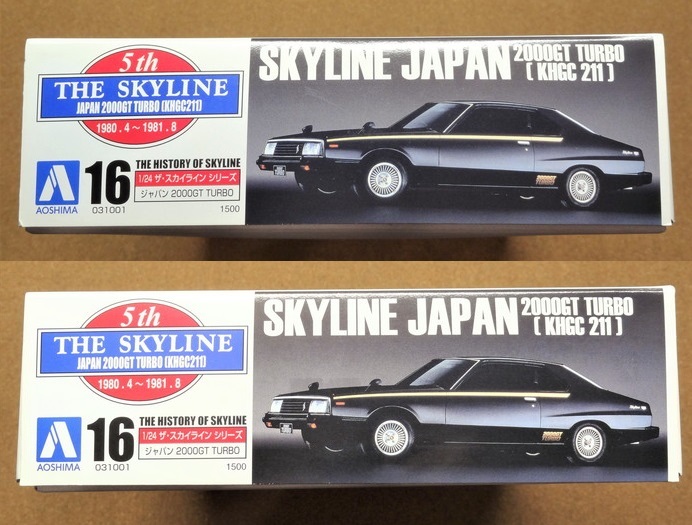 5th
THE SKYLINE
JAPAN 2000GT TURBO (KHGC211)
1980.4〜1981.8
AOSHIMA
16
031001
THE HISTORY OF SKYLINE
1/24 ザ・スカイライン シリーズ
ジャパン 2000GT TURBO
1500
SKYLINE JAPAN 2000GT TURBO
[ KHGC 211 ]
2000GT
TURBO
5th
THE SKYLINE
JAPAN 2000GT TURBO (KHGC211)
1980.4〜1981.8
AOSHIMA
16
031001
THE HISTORY OF SKYLINE
1/24 ザ・スカイライン シリーズ
ジャパン 2000GT TURBO
1500
SKYLINE JAPAN 2000GT TURBO
[ KHGC 211 ]
2000GT
TURBO